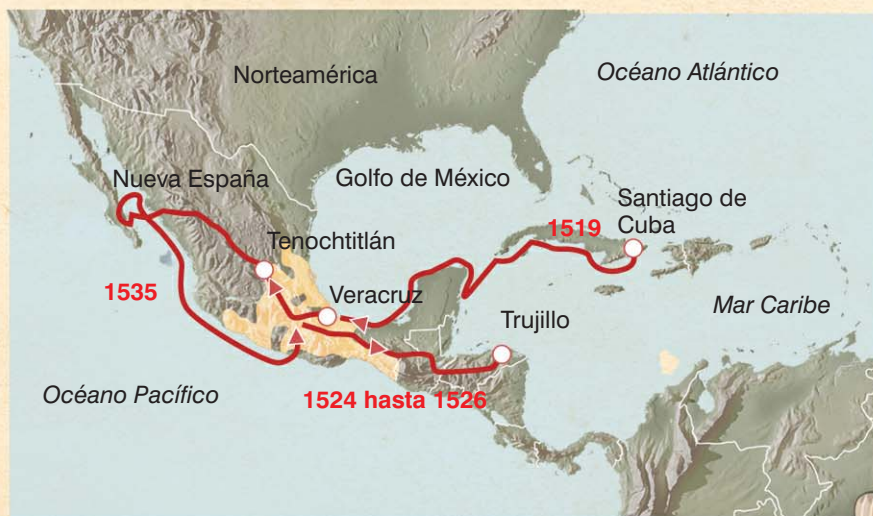 Norteamérica
Océano Atlántico
Nueva España
Golfo de México
Santiago de
Cuba
1519
Tenochtitlán
1535
Veracruz
Trujillo
Mar Caribe
Océano Pacífico
1524 hasta 1526